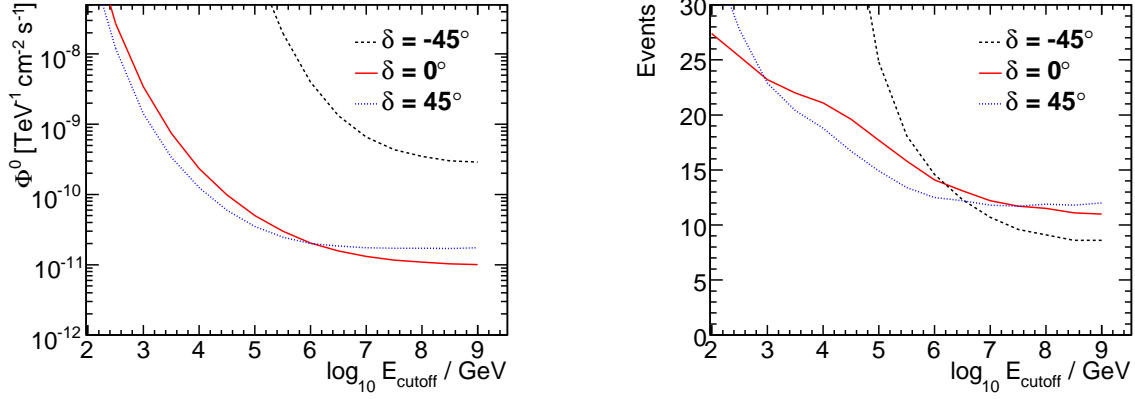 Φ⁰ [TeV⁻¹ cm⁻² s⁻¹]
10⁻⁸
10⁻⁹
10⁻¹⁰
10⁻¹¹
10⁻¹²
δ = -45°
δ = 0°
δ = 45°
2 3 4 5 6 7 8 9
log₁₀ E_cutoff / GeV
Events
30
25
20
15
10
5
0
δ = -45°
δ = 0°
δ = 45°
2 3 4 5 6 7 8 9
log₁₀ E_cutoff / GeV